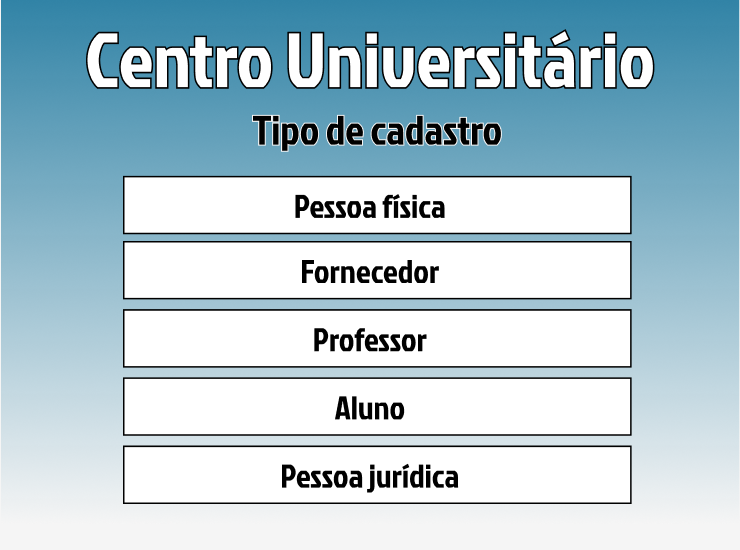 Centro Universitário
Tipo de cadastro
Pessoa física
Fornecedor
Professor
Aluno
Pessoa jurídica